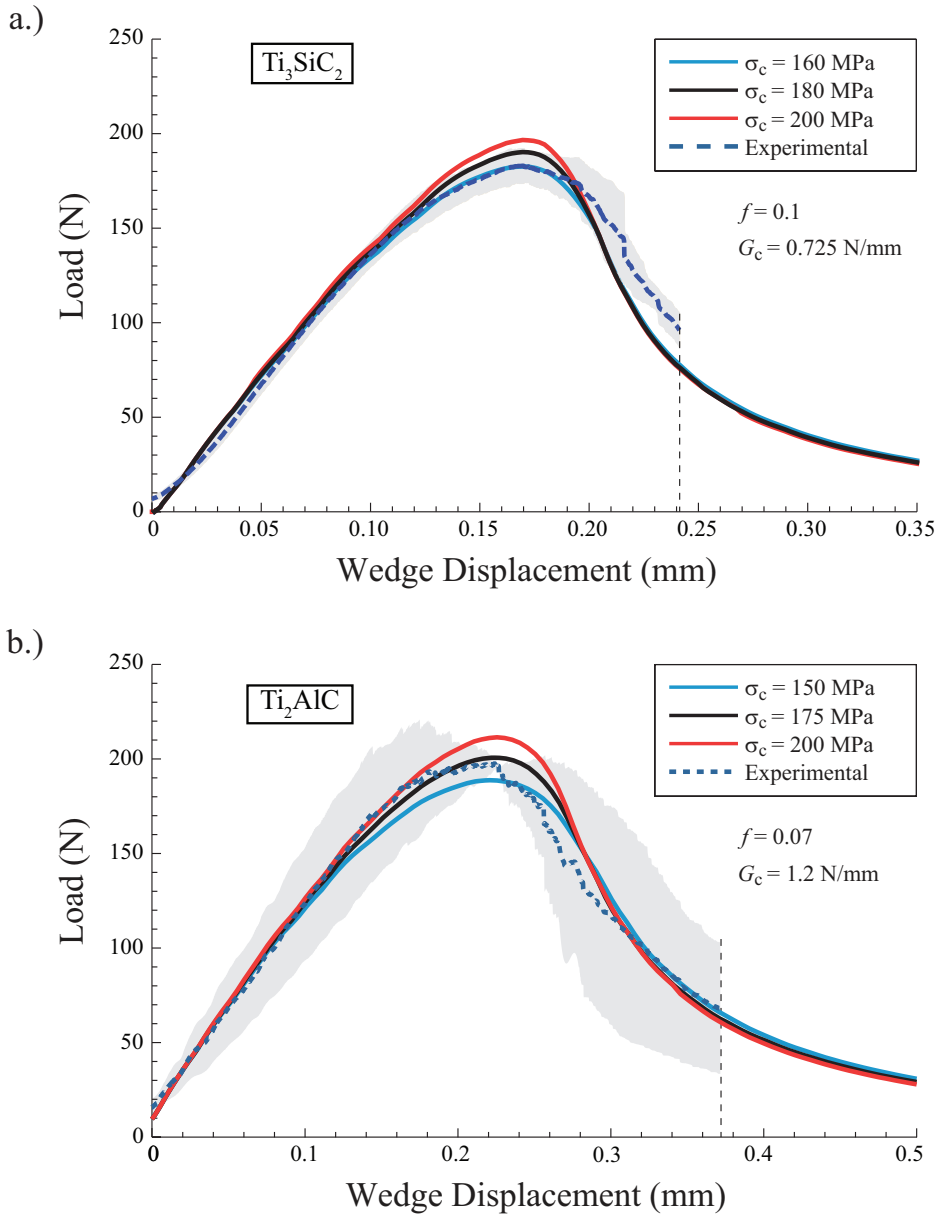 a.)
250
200
150
100
50
0
Load (N)
Ti₃SiC₂
σc = 160 MPa
σc = 180 MPa
σc = 200 MPa
Experimental
f = 0.1
Gc = 0.725 N/mm
0 0.05 0.10 0.15 0.20 0.25 0.30 0.35
Wedge Displacement (mm)
b.)
250
200
150
100
50
0
Load (N)
Ti₂AlC
σc = 150 MPa
σc = 175 MPa
σc = 200 MPa
Experimental
f = 0.07
Gc = 1.2 N/mm
0 0.1 0.2 0.3 0.4 0.5
Wedge Displacement (mm)